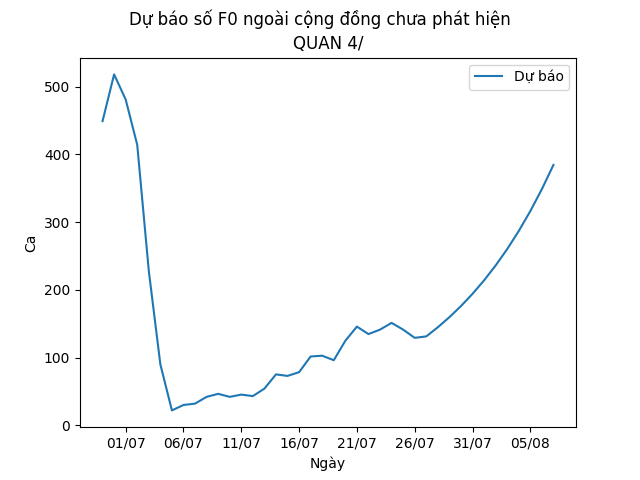 Dự báo số F0 ngoài cộng đồng chưa phát hiện
QUAN 4/
Dự báo
500
400
300
200
100
0
Ca
01/07 06/07 11/07 16/07 21/07 26/07 31/07 05/08
Ngày